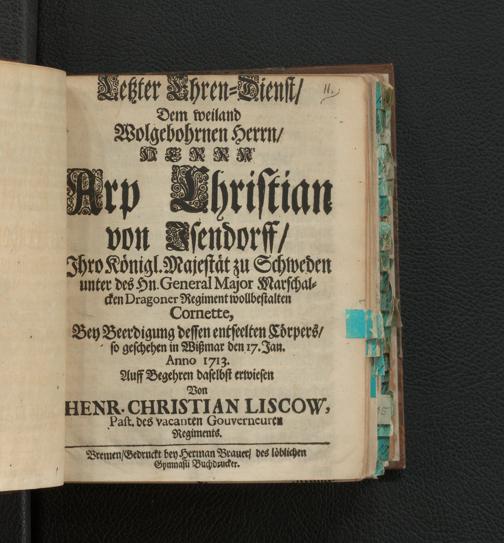 11.
Letzter Ehren-Dienst/
Dem weiland
Wolgebohrnen Herrn/
HERRN
Arp Christian
von Isendorff/
Ihro Königl. Majestät zu Schweden
unter des Hn. General Major Marschal-
cken Dragoner Regiment wollbestalten
Cornette,
Bey Beerdigung dessen entseelten Cörpers/
so geschehen in Wißmar den 17. Jan.
Anno 1713.
Auff Begehren daselbst erwiesen
Von
HENR. CHRISTIAN LISCOW,
Past. des vacanten Gouverneuren
Regiments.
Bremen/Gedruckt bey Herman Brauer/ des löblichen
Gymnasii Buchdrucker.